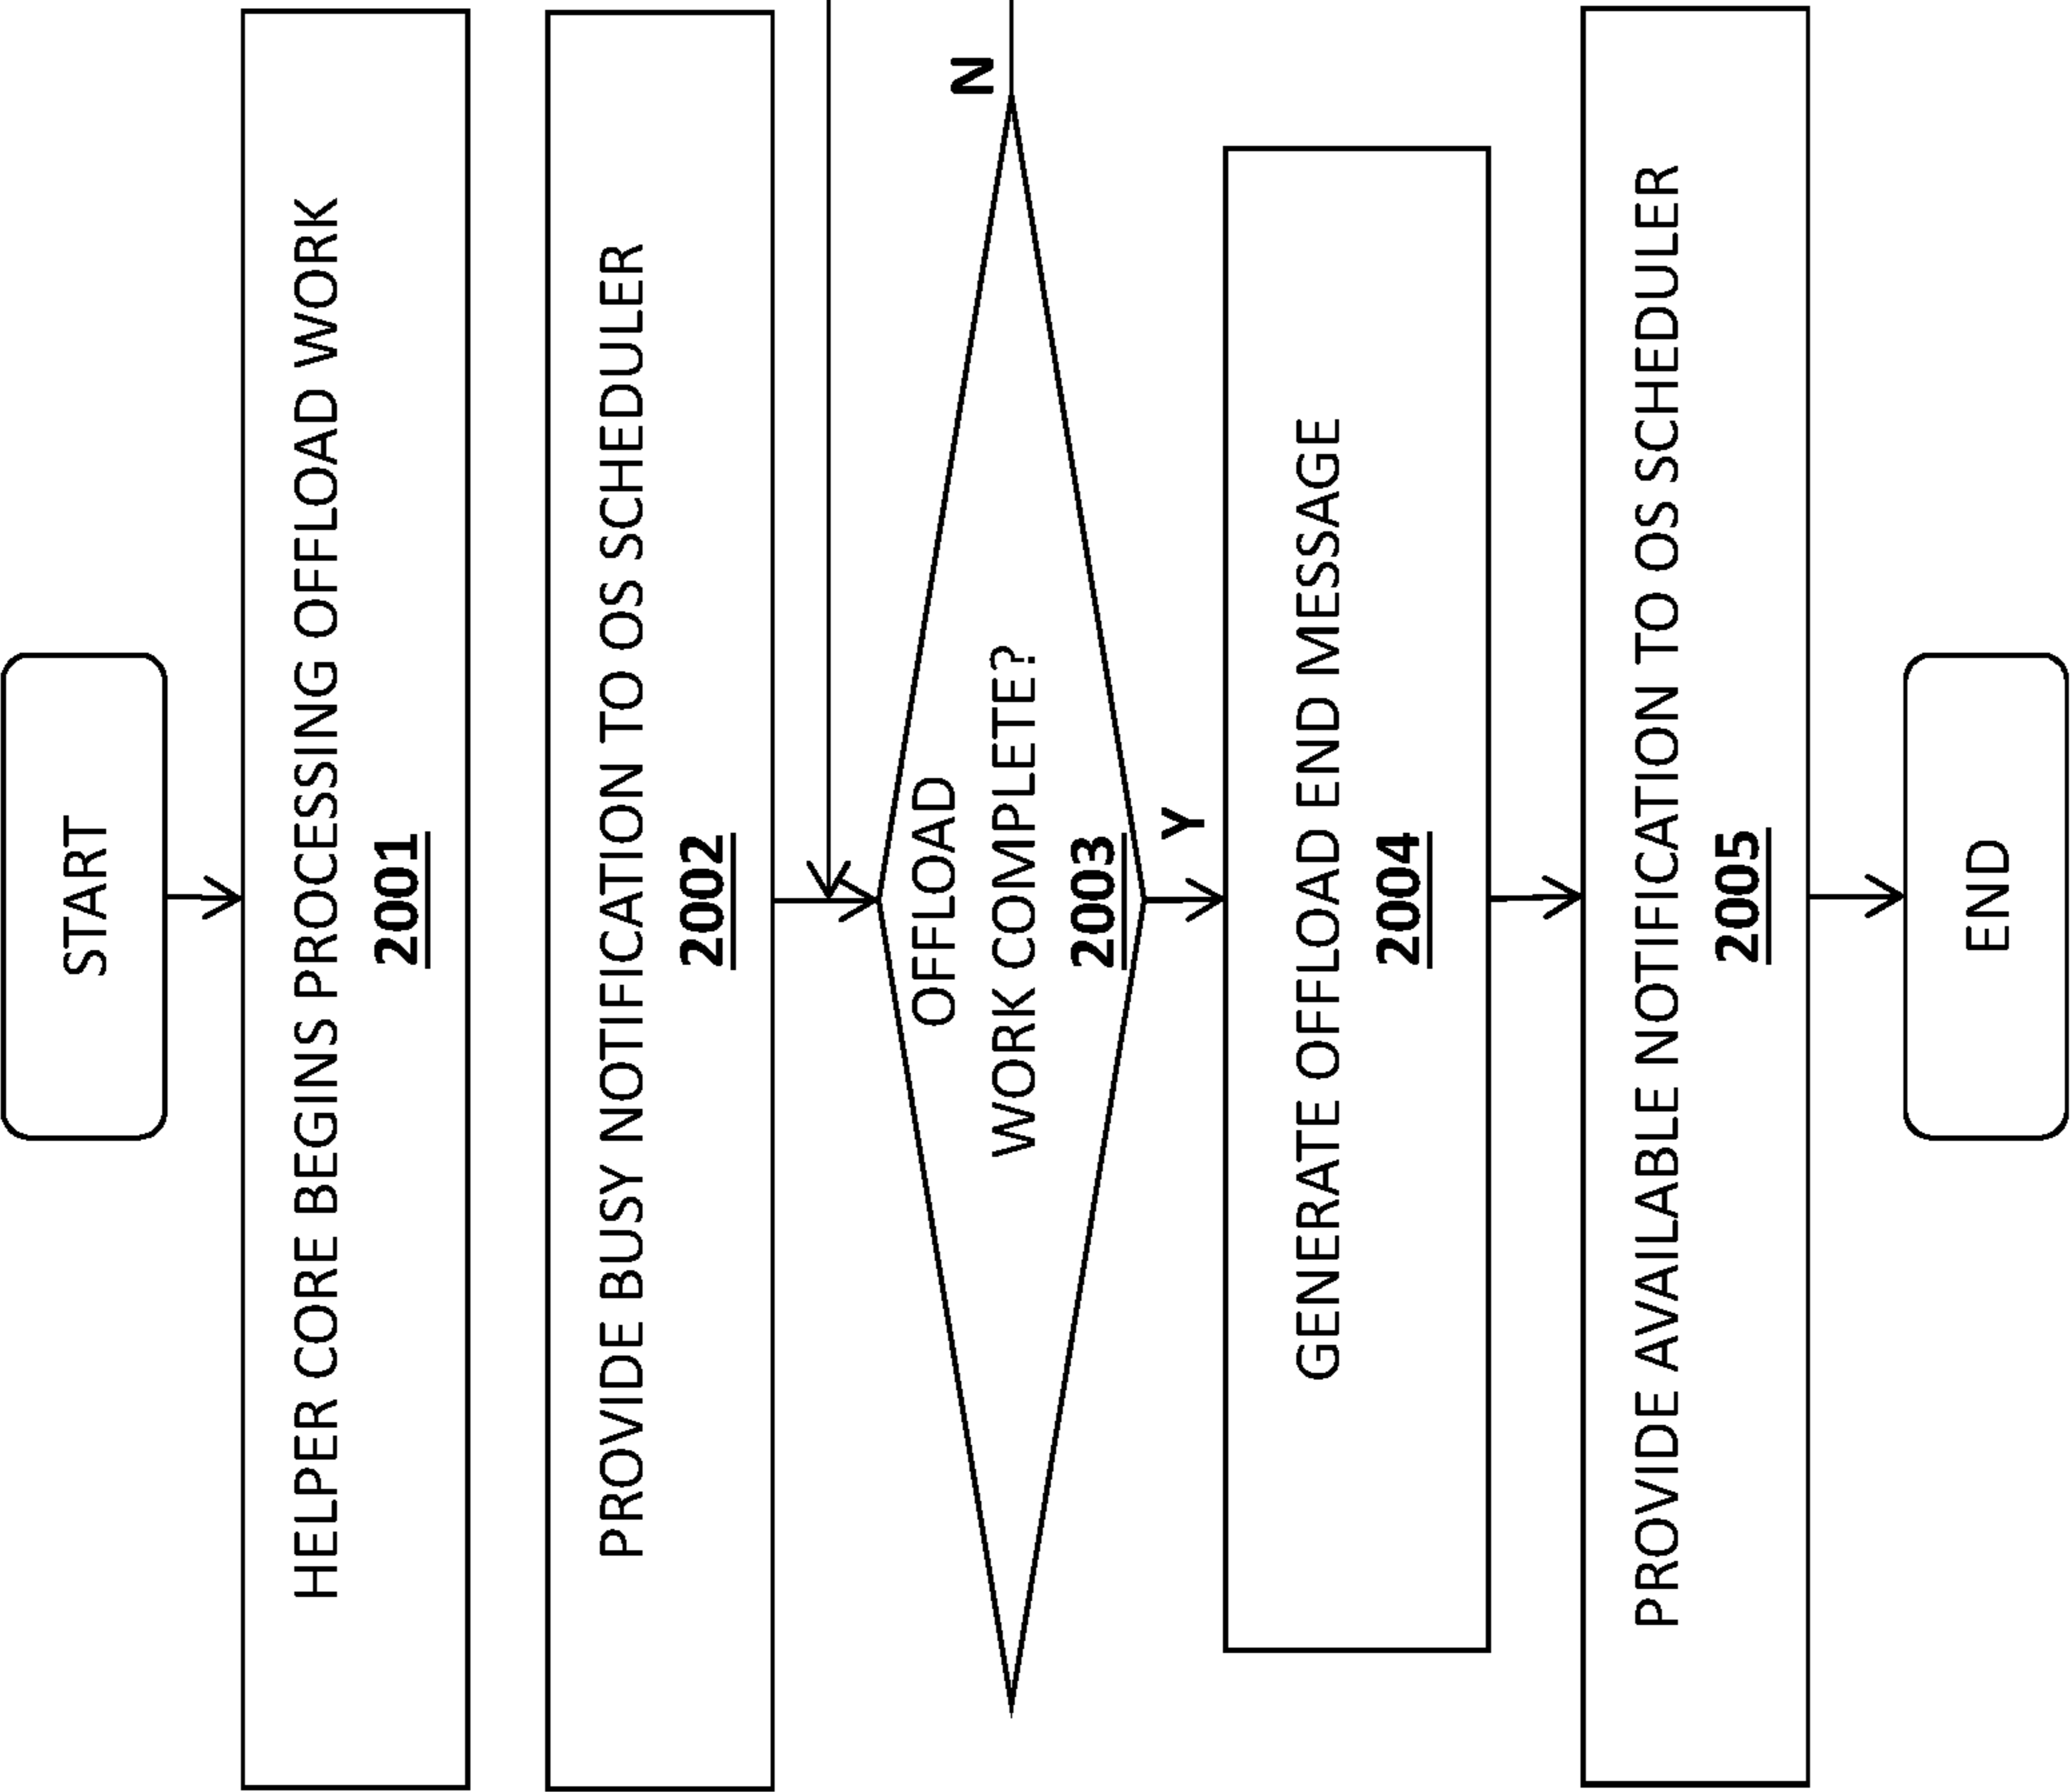 START
HELPER CORE BEGINS PROCESSING OFFLOAD WORK
2001
PROVIDE BUSY NOTIFICATION TO OS SCHEDULER
2002
OFFLOAD
WORK COMPLETE?
2003
N
Y
GENERATE OFFLOAD END MESSAGE
2004
PROVIDE AVAILABLE NOTIFICATION TO OS SCHEDULER
2005
END